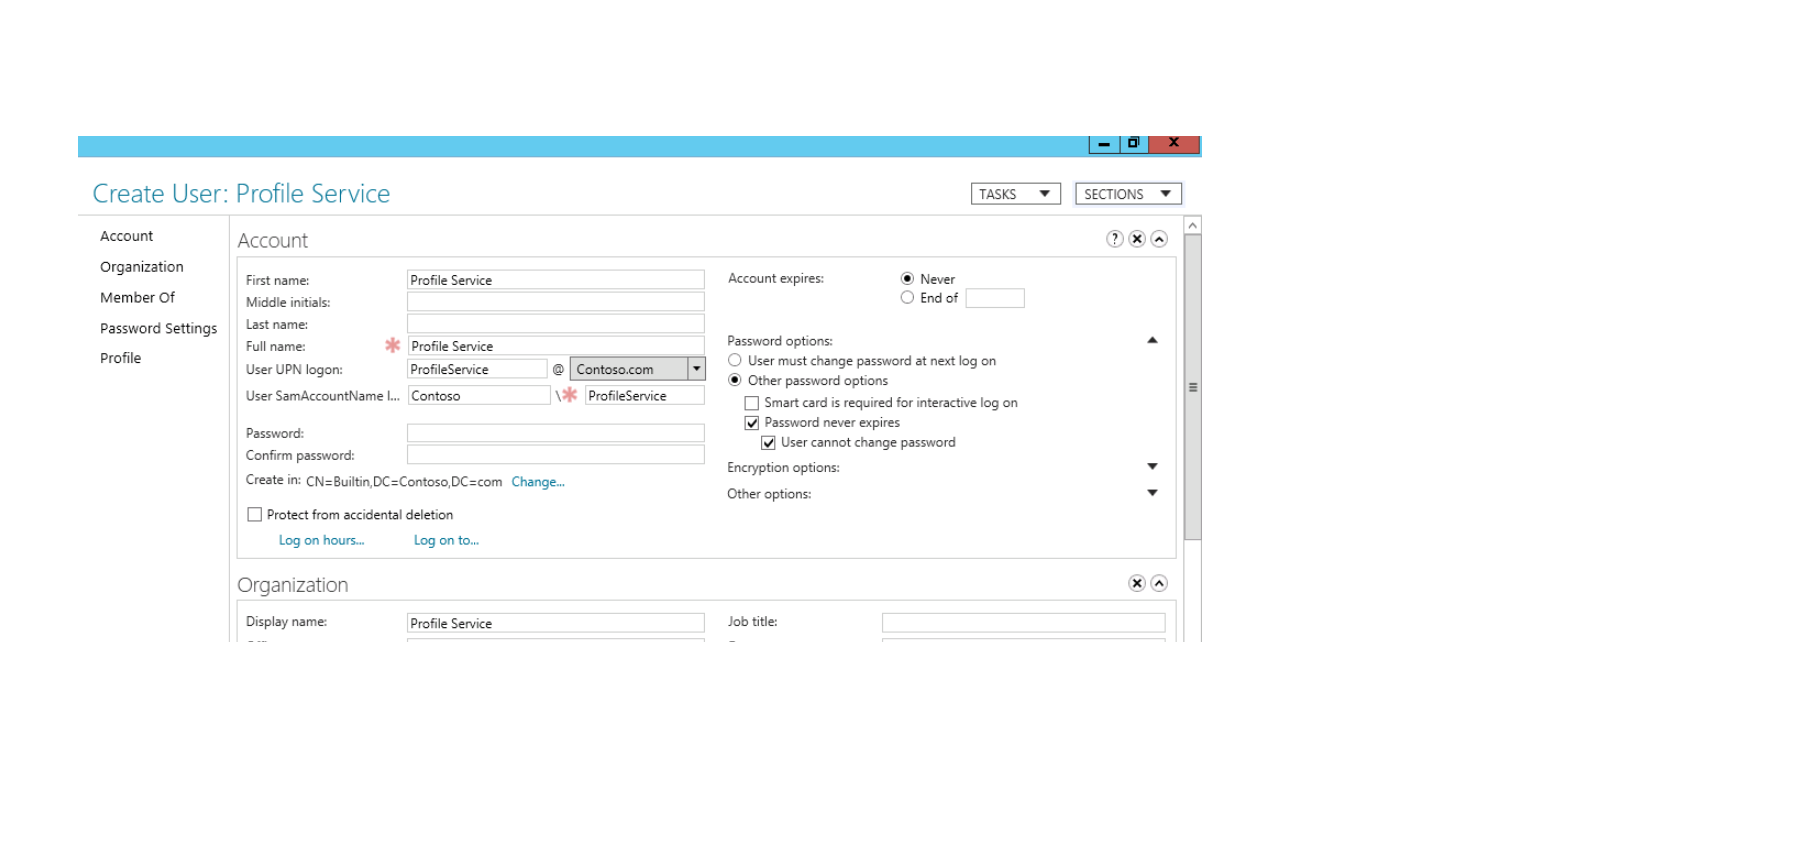 Create User: Profile Service
TASKS
SECTIONS
Account
Organization
Member Of
Password Settings
Profile
Account
First name: Profile Service
Middle initials:
Last name:
Full name: * Profile Service
User UPN logon: ProfileService @ Contoso.com
User SamAccountName l... Contoso \* ProfileService
Password:
Confirm password:
Create in: CN=Builtin,DC=Contoso,DC=com Change...
Protect from accidental deletion
Log on hours... Log on to...
Account expires: Never
End of
Password options:
User must change password at next log on
Other password options
Smart card is required for interactive log on
Password never expires
User cannot change password
Encryption options:
Other options:
Organization
Display name: Profile Service
Job title: